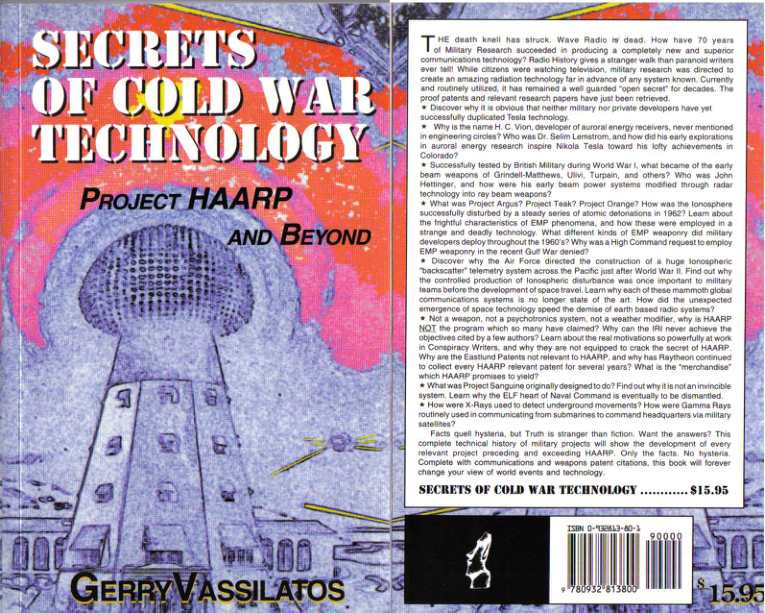 SECRETS
OF COLD WAR
TECHNOLOGY
PROJECT HAARP
AND BEYOND
GERRY VASSILATOS
THE death knell has struck. Wave Radio is dead. How have 70 years
of Military Research succeeded in producing a completely new and superior
communications technology? Radio History gives a stranger walk than paranoid writers
ever tell! While citizens were watching television, military research was directed to
create an amazing radiation technology far in advance of any system known. Currently
and routinely utilized, it has remained a well guarded "open secret" for decades. The
proof patents and relevant research papers have just been retrieved.
★ Discover why it is obvious that neither military nor private developers have yet
successfully duplicated Tesla technology.
★ Why is the name H. C. Vion, developer of auroral energy receivers, never mentioned
in engineering circles? Who was Dr. Selim Lemstrom, and how did his early explorations
in auroral energy research inspire Nikola Tesla toward his lofty achievements in
Colorado?
★ Successfully tested by British Military during World War I, what became of the early
beam weapons of Grindell-Matthews, Ulivi, Turpain, and others? Who was John
Hettinger, and how were his early beam power systems modified through radar
technology into ray beam weapons?
★ What was Project Argus? Project Teak? Project Orange? How was the Ionosphere
successfully disturbed by a steady series of atomic detonations in 1962? Learn about
the frightful characteristics of EMP phenomena, and how these were employed in a
strange and deadly technology. What different kinds of EMP weaponry did military
developers deploy throughout the 1960's? Why was a High Command request to employ
EMP weaponry in the recent Gulf War denied?
★ Discover why the Air Force directed the construction of a huge Ionospheric
"backscatter" telemetry system across the Pacific just after World War II. Find out why
the controlled production of Ionospheric disturbance was once important to military
teams before the development of space travel. Learn why each of these mammoth global
communications systems is no longer state of the art. How did the unexpected
emergence of space technology speed the demise of earth based radio systems?
★ Not a weapon, not a psychotronics system, not a weather modifier, why is HAARP
NOT the program which so many have claimed? Why can the IRI never achieve the
objectives cited by a few authors? Learn about the real motivations so powerfully at work
in Conspiracy Writers, and why they are not equipped to crack the secret of HAARP.
Why are the Eastlund Patents not relevant to HAARP, and why has Raytheon continued
to collect every HAARP relevant patent for several years? What is the "merchandise"
which HAARP promises to yield?
★ What was Project Sanguine originally designed to do? Find out why it is not an invincible
system. Learn why the ELF heart of Naval Command is eventually to be dismantled.
★ How were X-Rays used to detect underground movements? How were Gamma Rays
routinely used in communicating from submarines to command headquarters via military
satellites?
Facts quell hysteria, but Truth is stranger than fiction. Want the answers? This
complete technical history of military projects will show the development of every
relevant project preceding and exceeding HAARP. Only the facts. No hysteria.
Complete with communications and weapons patent citations, this book will forever
change your view of world events and technology.
SECRETS OF COLD WAR TECHNOLOGY ............ $15.95
ISBN 0-932813-80-1
90000
9 780932 813800
$15.95